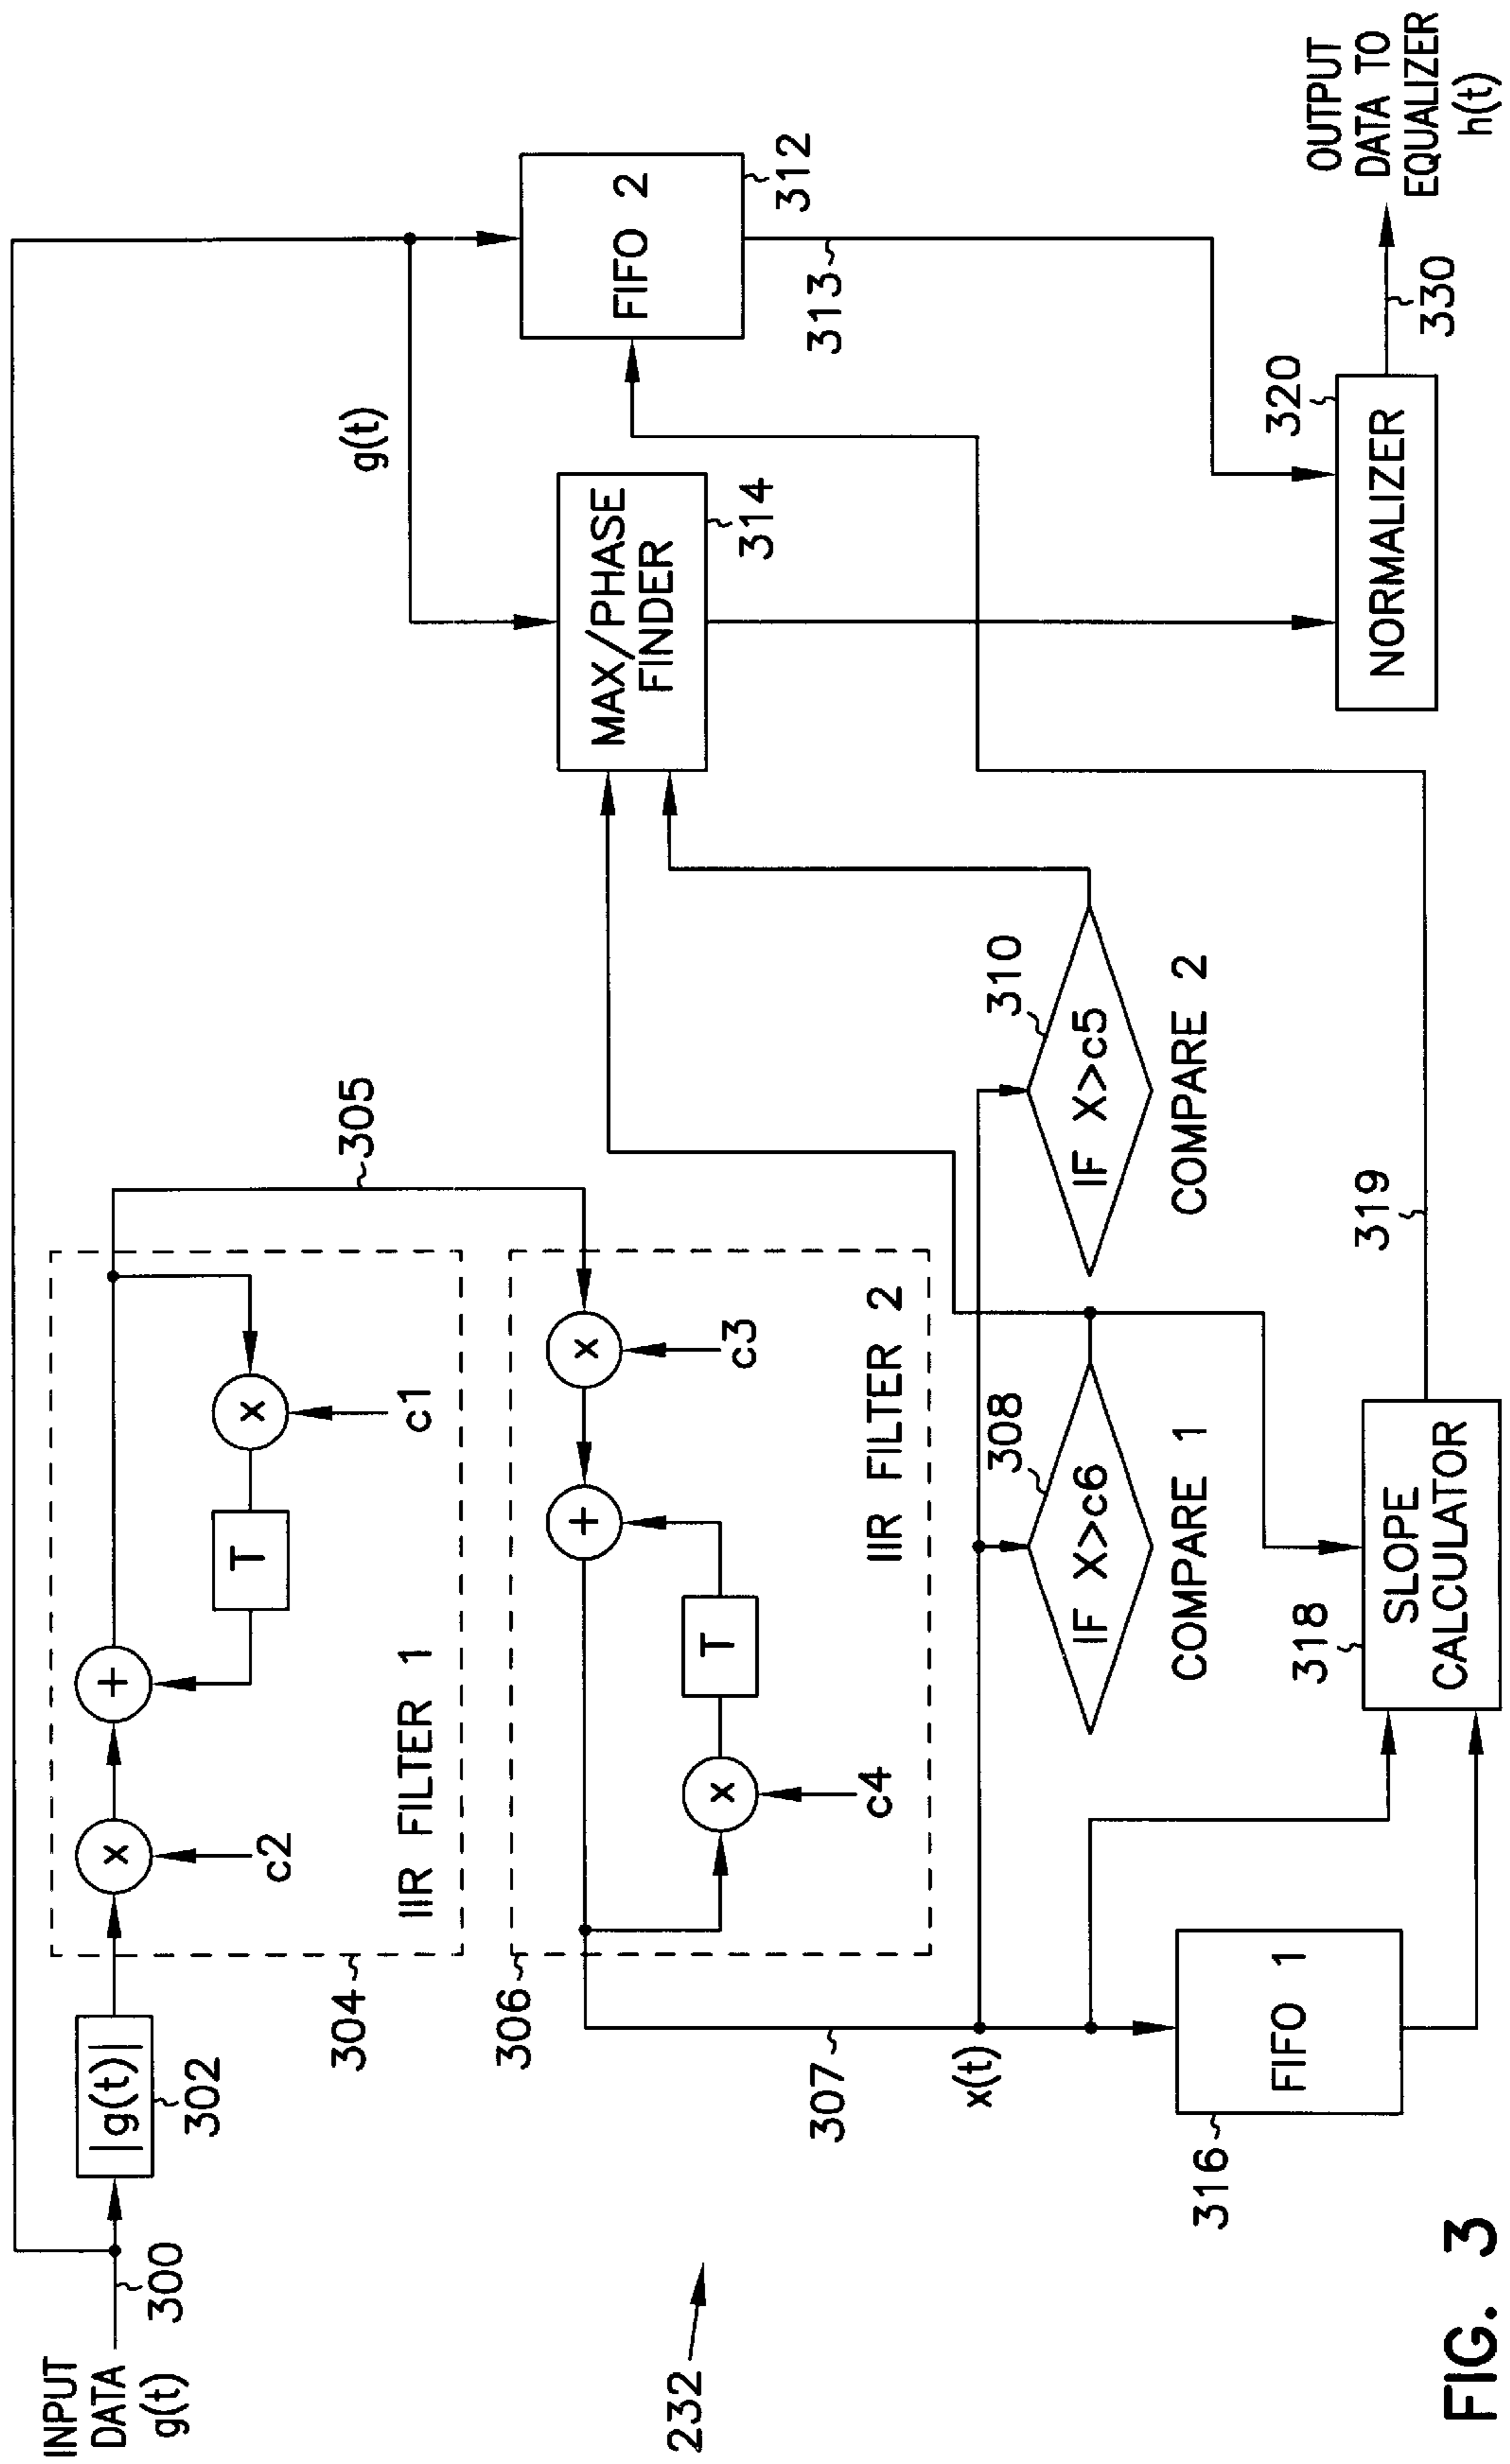 INPUT
DATA
g(t)
300
|g(t)|
302
x
c2
+
T
x
c1
IIR FILTER 1
304
305
x
c3
+
T
x
c4
IIR FILTER 2
306
307
x(t)
g(t)
FIFO 2
312
313
MAX/PHASE
FINDER
314
IF X>c5
310
COMPARE 2
IF X>c6
308
COMPARE 1
FIFO 1
316
SLOPE
CALCULATOR
318
319
NORMALIZER
320
330
OUTPUT
DATA TO
EQUALIZER
h(t)
232
FIG. 3